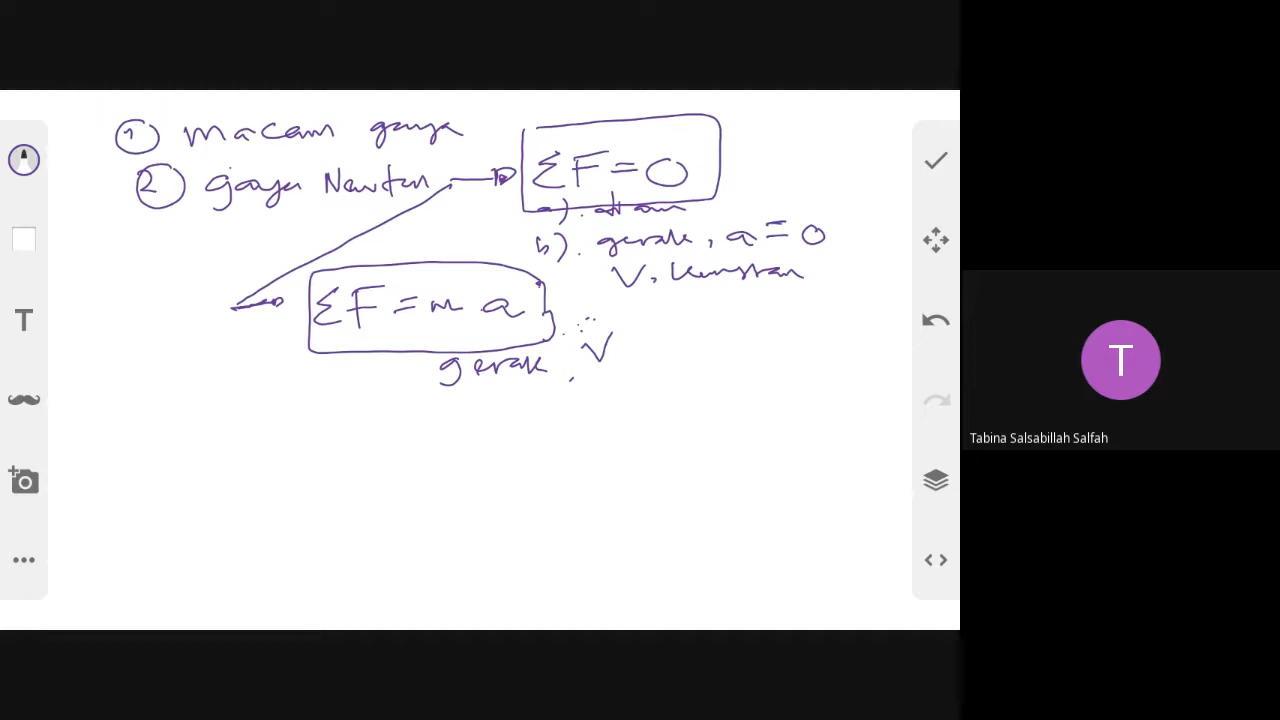 ① macam gaya
② gaya Newton
ΣF = 0
a). diam
b). gerak, a = 0
V, konstan
ΣF = m a
gerak, V
T
T
Tabina Salsabillah Salfah